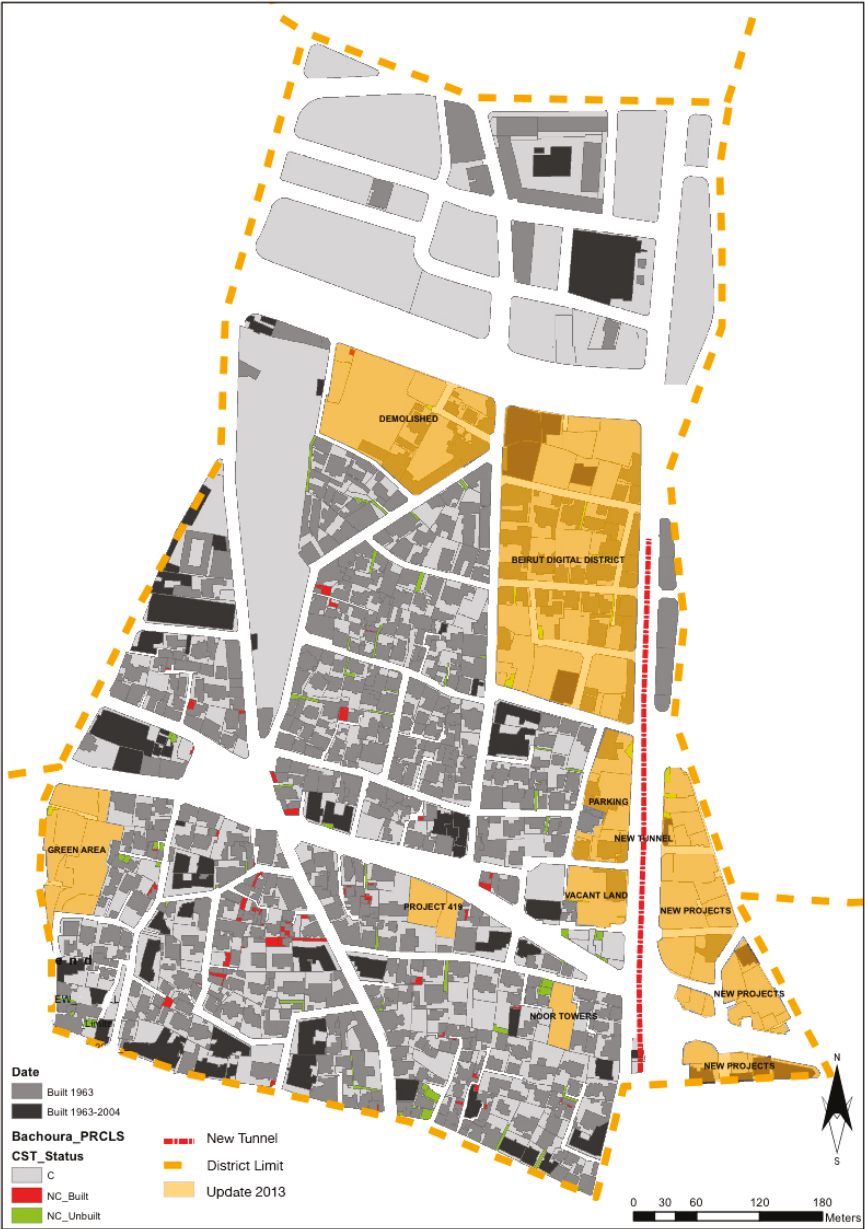 DEMOLISHED
BEIRUT DIGITAL DISTRICT
PARKING
NEW TUNNEL
GREEN AREA
VACANT LAND
PROJECT 419
NEW PROJECTS
NEW PROJECTS
NOOR TOWERS
NEW PROJECTS
e n d
EW
Limite
Date
Built 1963
Built 1963-2004
Bachoura_PRCLS
CST_Status
C
NC_Built
NC_Unbuilt
New Tunnel
District Limit
Update 2013
N
S
0 30 60 120 180
Meters